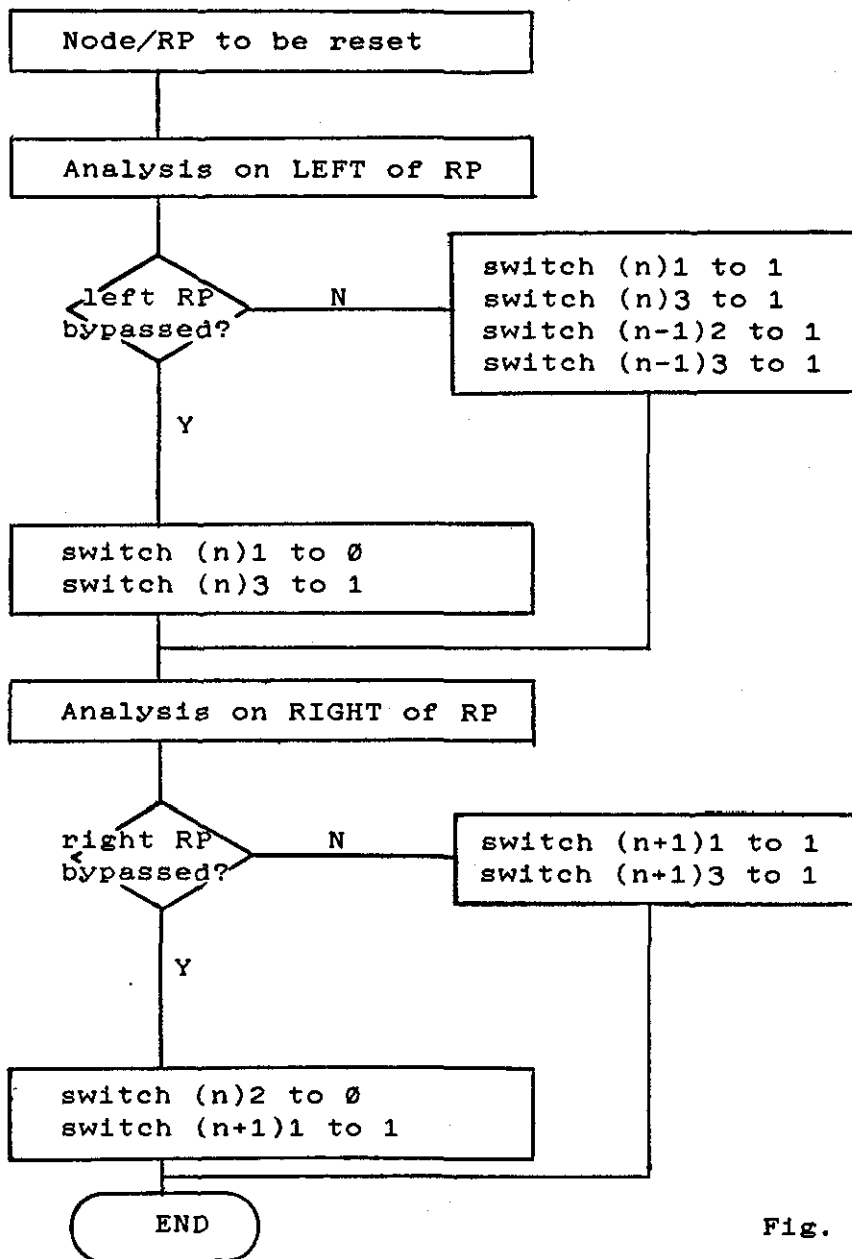 Node/RP to be reset
Analysis on LEFT of RP
left RP
bypassed?
N
switch (n)1 to 1
switch (n)3 to 1
switch (n-1)2 to 1
switch (n-1)3 to 1
Y
switch (n)1 to Ø
switch (n)3 to 1
Analysis on RIGHT of RP
right RP
bypassed?
N
switch (n+1)1 to 1
switch (n+1)3 to 1
Y
switch (n)2 to Ø
switch (n+1)1 to 1
END
Fig.